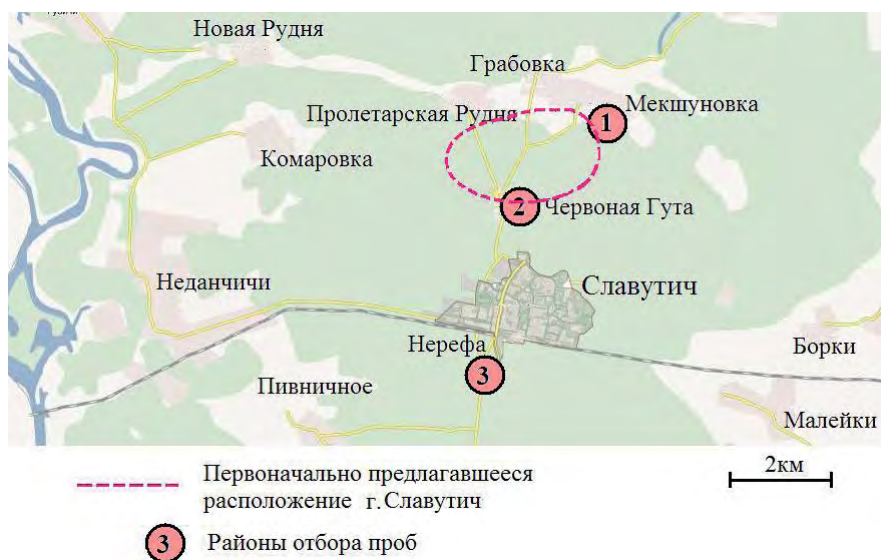 Новая Рудня
Грабовка
Мекшуновка
Пролетарская Рудня
1
Комаровка
2
Червоная Гута
Неданчичи
Славутич
Нерефа
Борки
3
Пивничное
Малейки
Первоначально предлагавшееся
расположение г.Славутич
2км
3
Районы отбора проб